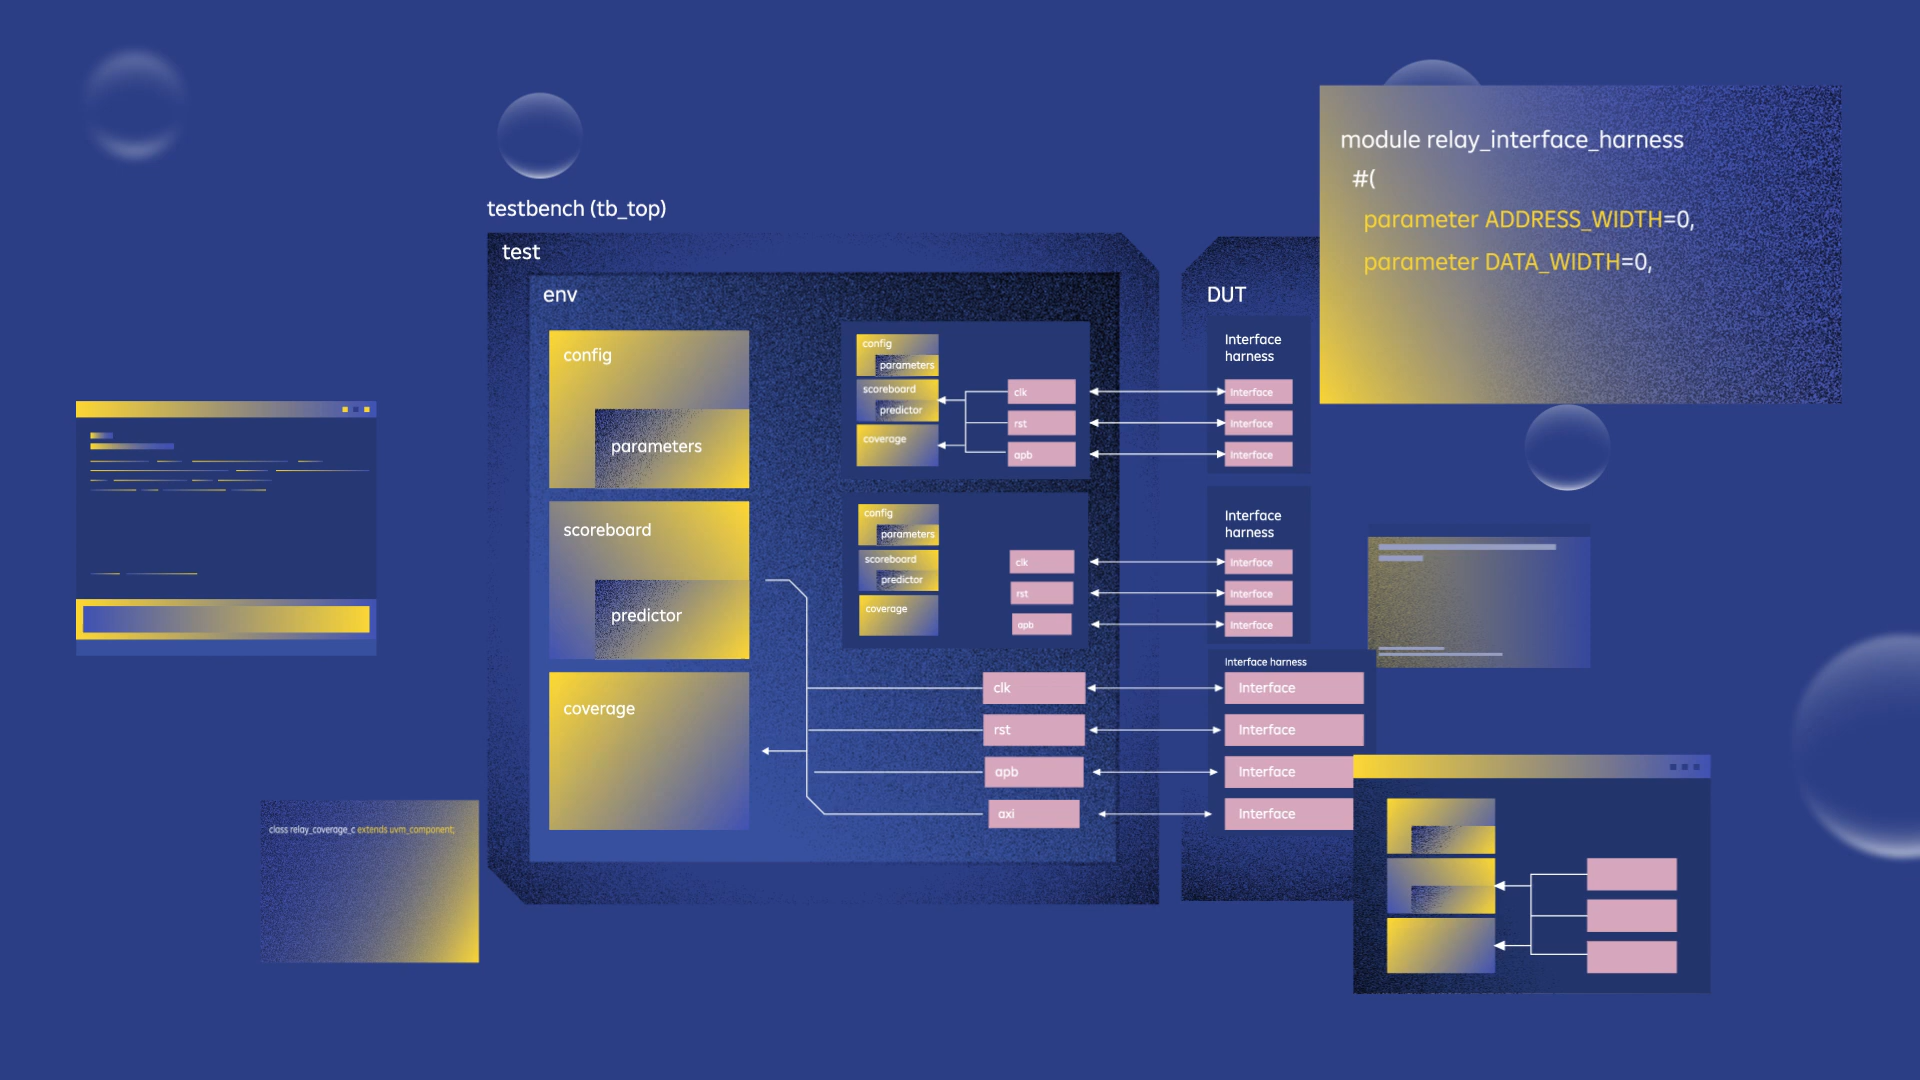 testbench (tb_top)
test
env
config
parameters
scoreboard
predictor
coverage
config
parameters
scoreboard
predictor
coverage
clk
rst
apb
config
parameters
scoreboard
predictor
coverage
clk
rst
apb
clk
rst
apb
axi
DUT
Interface
harness
Interface
Interface
Interface
Interface
harness
Interface
Interface
Interface
Interface harness
Interface
Interface
Interface
Interface
module relay_interface_harness
#(
parameter ADDRESS_WIDTH=0,
parameter DATA_WIDTH=0,
class relay_coverage_c extends uvm_component;